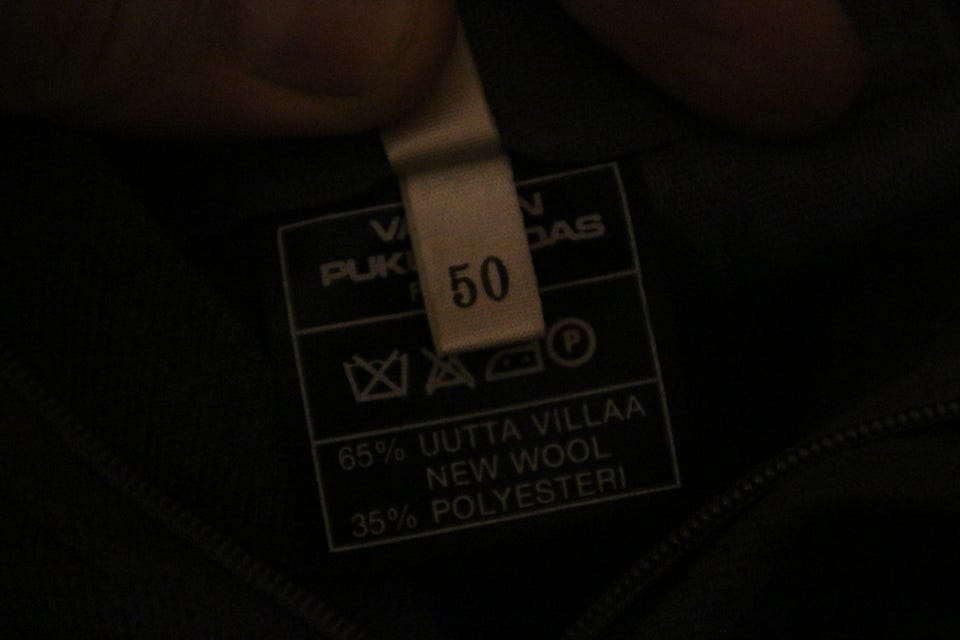 50
P
65% UUTTA VILLAA
NEW WOOL
35% POLYESTERI